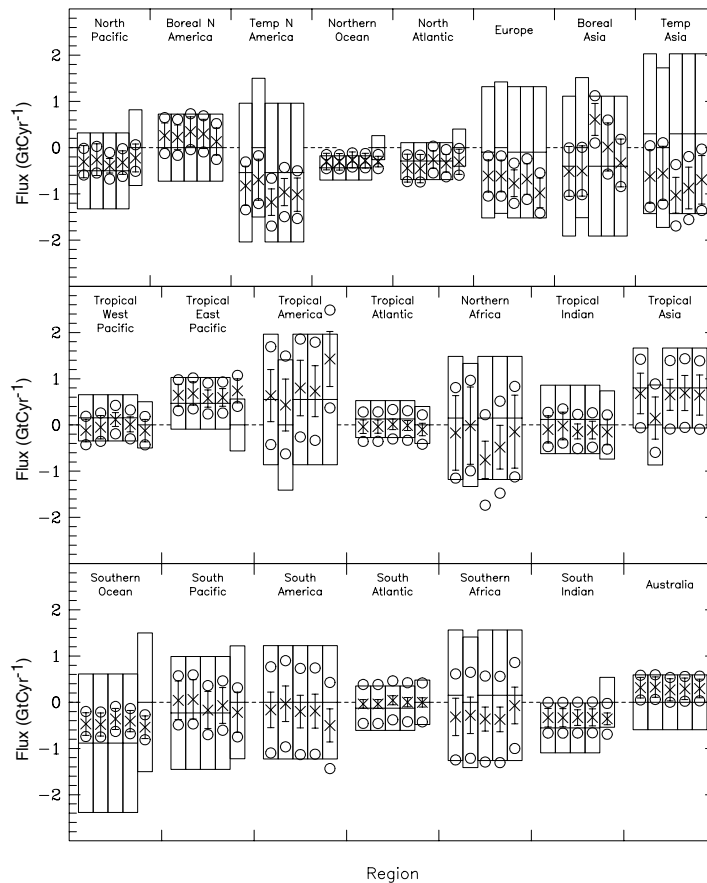 North Pacific
Boreal N America
Temp N America
Northern Ocean
North Atlantic
Europe
Boreal Asia
Temp Asia
Flux (GtCyr-1)
2
1
0
-1
-2
Tropical West Pacific
Tropical East Pacific
Tropical America
Tropical Atlantic
Northern Africa
Tropical Indian
Tropical Asia
Flux (GtCyr-1)
2
1
0
-1
-2
Southern Ocean
South Pacific
South America
South Atlantic
Southern Africa
South Indian
Australia
Flux (GtCyr-1)
2
1
0
-1
-2
Region